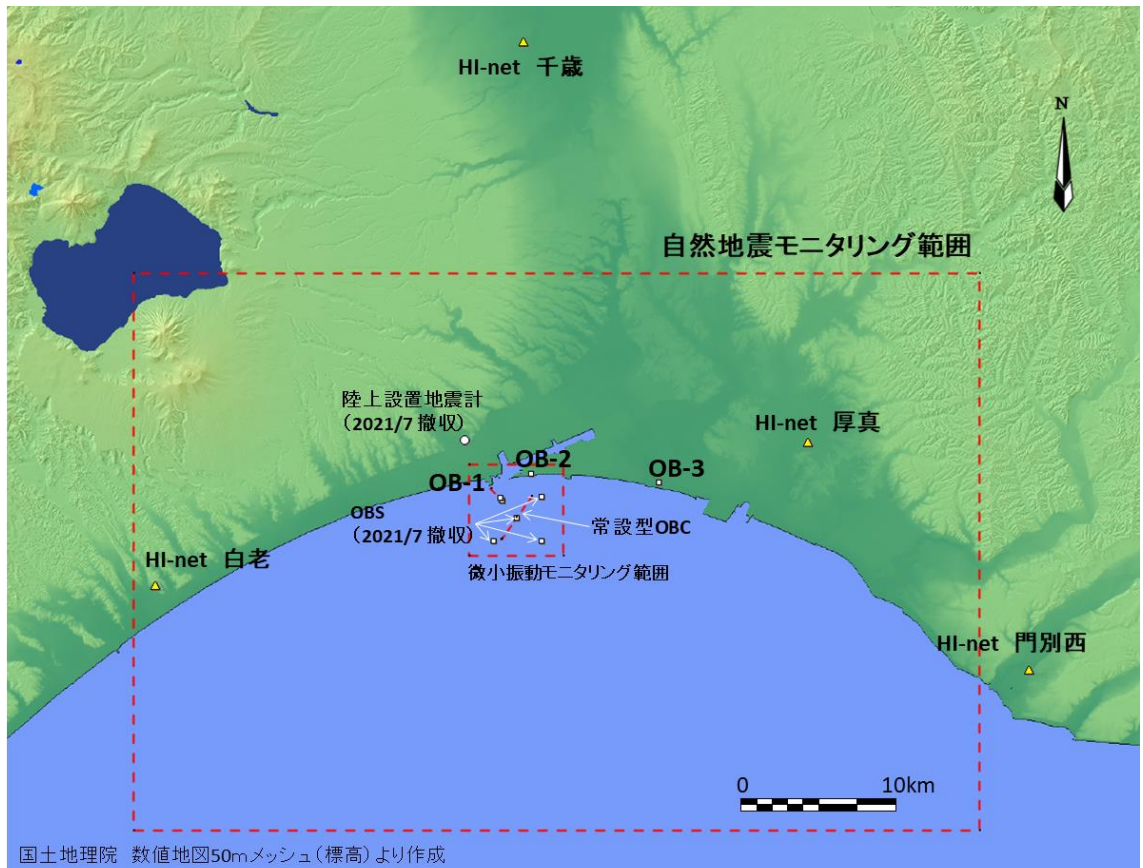 HI-net 千歳
N
自然地震モニタリング範囲
陸上設置地震計
（2021/7 撤収）
HI-net 厚真
OB-2
OB-3
OB-1
OBS
（2021/7 撤収）
常設型OBC
HI-net 白老
微小振動モニタリング範囲
HI-net 門別西
0 10km
国土地理院 数値地図50mメッシュ（標高）より作成